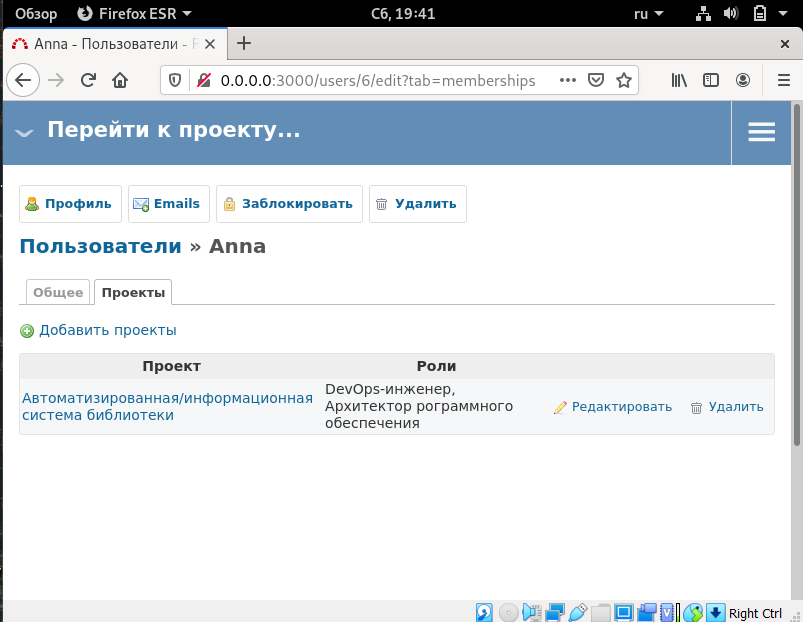 Обзор Firefox ESR Сб, 19:41 ru
Anna - Пользователи - R
0.0.0.0:3000/users/6/edit?tab=memberships
Перейти к проекту...
Профиль Emails Заблокировать Удалить
Пользователи » Anna
Общее Проекты
Добавить проекты
Проект Роли
Автоматизированная/информационная
система библиотеки
DevOps-инженер,
Архитектор рограммного
обеспечения
Редактировать Удалить
Right Ctrl